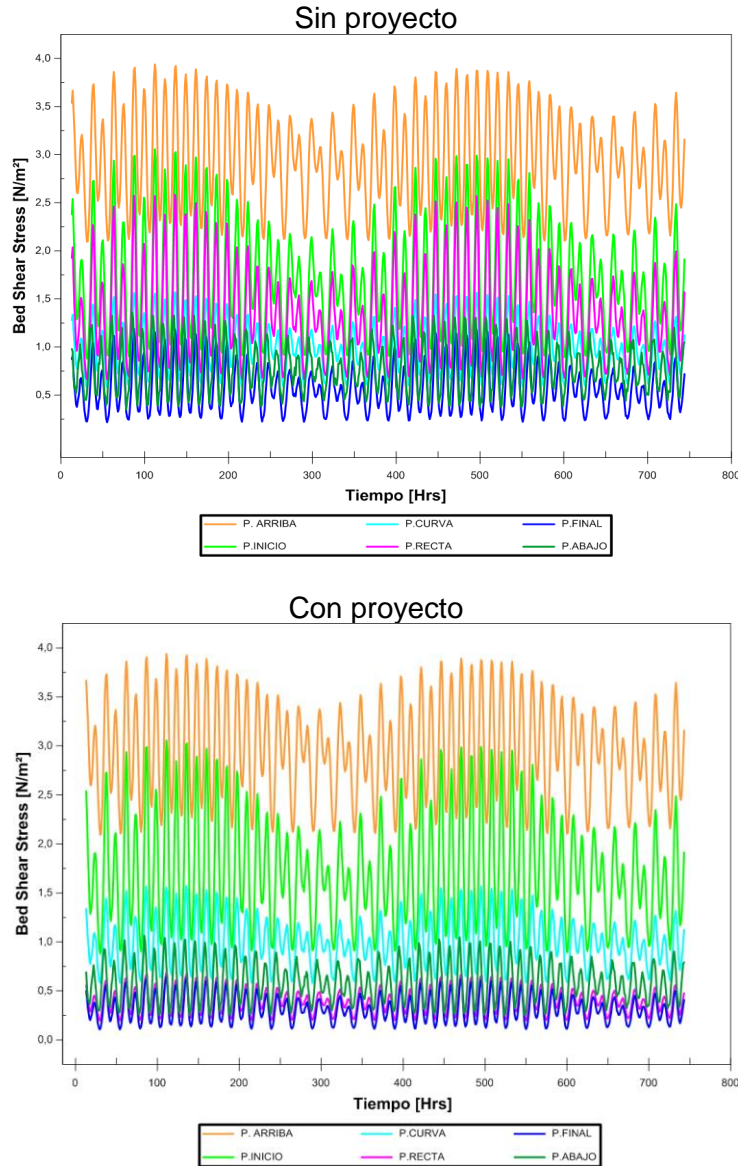 Sin proyecto
4,0
3,5
3,0
2,5
2,0
1,5
1,0
0,5
Bed Shear Stress [N/m²]
0 100 200 300 400 500 600 700 800
Tiempo [Hrs]
P. ARRIBA P.CURVA P.FINAL
P.INICIO P.RECTA P.ABAJO
Con proyecto
4,0
3,5
3,0
2,5
2,0
1,5
1,0
0,5
0,0
Bed Shear Stress [N/m²]
0 100 200 300 400 500 600 700 800
Tiempo [Hrs]
P. ARRIBA P.CURVA P.FINAL
P.INICIO P.RECTA P.ABAJO